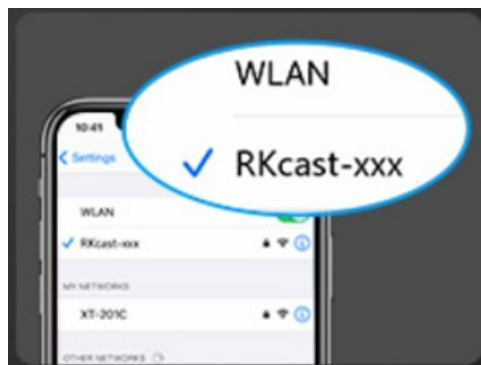 WLAN
RKcast-xxx
10:41
Settings
WLAN
RKcast-xxx
MY NETWORKS
XT-201C
OTHER NETWORKS